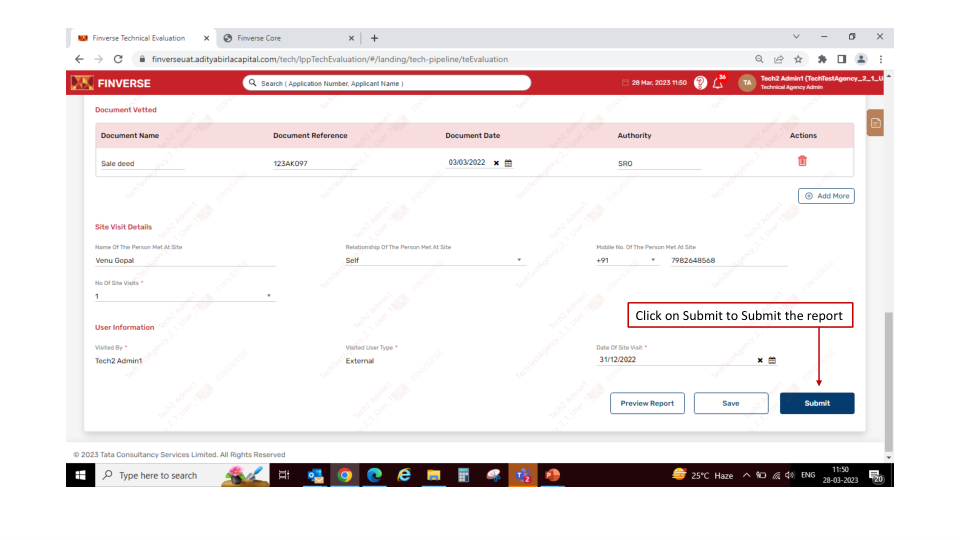 Finverse Technical Evaluation
Finverse Core
finverseuat.adityabirlacapital.com/tech/lppTechEvaluation/#/landing/tech-pipeline/teEvaluation
FINVERSE
Search ( Application Number, Applicant Name )
28 Mar, 2023 11:50
36
TA
Tech2 Admin1 (TechTestAgency_2_1_U
Technical Agency Admin
Document Vetted
Document Name Document Reference Document Date Authority Actions
Sale deed 123AK097 03/03/2022 SRO
Add More
Site Visit Details
Name Of The Person Met At Site Relationship Of The Person Met At Site Mobile No. Of The Person Met At Site
Venu Gopal Self +91 7982648568
No Of Site Visits *
1
Click on Submit to Submit the report
User Information
Visited By * Visited User Type * Date Of Site Visit *
Tech2 Admin1 External 31/12/2022
Preview Report Save Submit
© 2023 Tata Consultancy Services Limited. All Rights Reserved
Type here to search
25°C Haze
ENG
11:50
28-03-2023
20